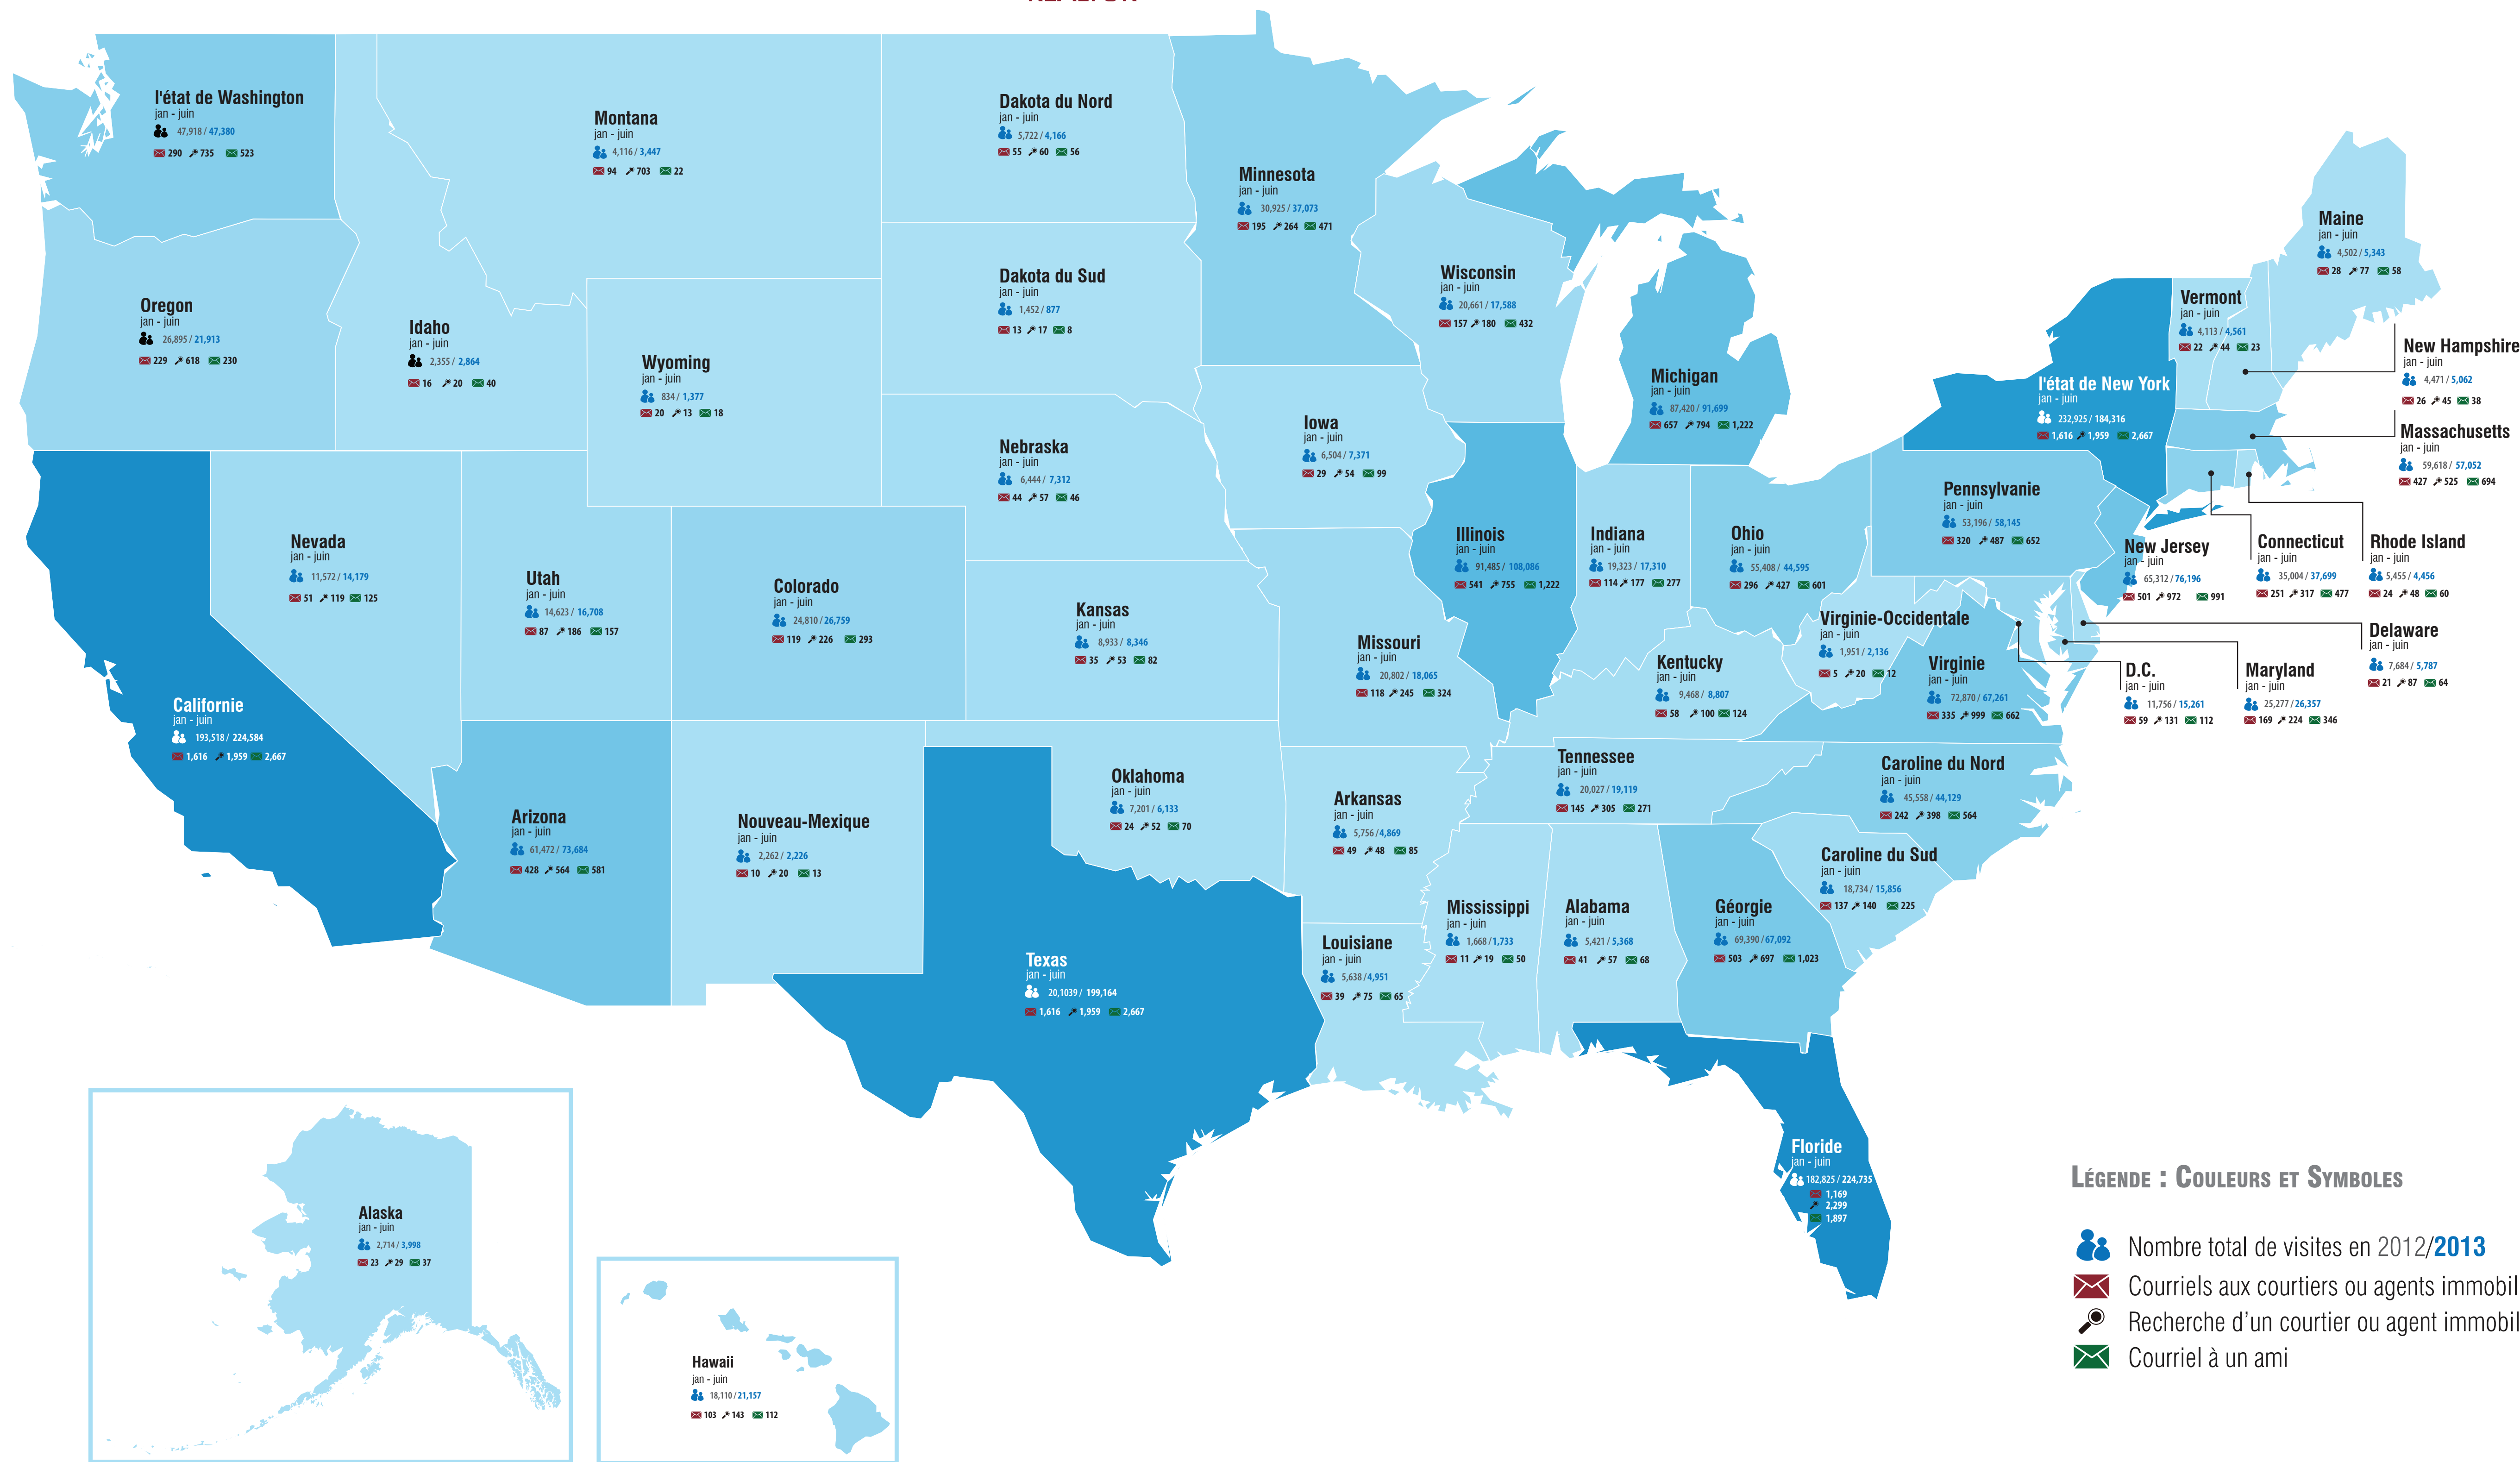 l'état de Washington
jan - juin
47,918 / 47,380
290 735 523
Montana
jan - juin
4,116 / 3,447
94 703 22
Dakota du Nord
jan - juin
5,722 / 4,166
55 60 56
Minnesota
jan - juin
30,925 / 37,073
195 264 471
Dakota du Sud
jan - juin
1,452 / 877
13 17 8
Wisconsin
jan - juin
20,661 / 17,588
157 180 432
Maine
jan - juin
4,502 / 5,343
28 77 58
Vermont
jan - juin
4,113 / 4,561
22 44 23
New Hampshire
jan - juin
4,471 / 5,062
26 45 38
Oregon
jan - juin
26,895 / 21,913
229 618 230
Idaho
jan - juin
2,355 / 2,864
16 20 40
Wyoming
jan - juin
834 / 1,377
20 13 18
Michigan
jan - juin
87,420 / 91,699
657 794 1,222
l'état de New York
jan - juin
232,925 / 184,316
1,616 1,959 2,667
Massachusetts
jan - juin
59,618 / 57,052
427 525 694
Iowa
jan - juin
6,504 / 7,371
29 54 99
Nebraska
jan - juin
6,444 / 7,312
44 57 46
Pennsylvanie
jan - juin
53,196 / 58,145
320 487 652
Nevada
jan - juin
11,572 / 14,179
51 119 125
Utah
jan - juin
14,623 / 16,708
87 186 157
Colorado
jan - juin
24,810 / 26,759
119 226 293
Kansas
jan - juin
8,933 / 8,346
35 53 82
Missouri
jan - juin
20,802 / 18,065
118 245 324
Illinois
jan - juin
91,485 / 108,086
541 755 1,222
Indiana
jan - juin
19,323 / 17,310
114 177 277
Ohio
jan - juin
55,408 / 44,595
296 427 601
New Jersey
jan - juin
65,312 / 76,196
501 972 991
Connecticut
jan - juin
35,004 / 37,699
251 317 477
Rhode Island
jan - juin
5,455 / 4,456
24 48 60
Virginie-Occidentale
jan - juin
1,951 / 2,136
5 20 12
Kentucky
jan - juin
9,468 / 8,807
58 100 124
Virginie
jan - juin
72,870 / 67,261
335 999 662
D.C.
jan - juin
11,756 / 15,261
59 131 112
Maryland
jan - juin
25,277 / 26,357
169 224 346
Delaware
jan - juin
7,684 / 5,787
21 87 64
Californie
jan - juin
193,518 / 224,584
1,616 1,959 2,667
Arizona
jan - juin
61,472 / 73,684
428 564 581
Nouveau-Mexique
jan - juin
2,262 / 2,226
10 20 13
Oklahoma
jan - juin
7,201 / 6,133
24 52 70
Arkansas
jan - juin
5,756 / 4,869
49 48 85
Tennessee
jan - juin
20,027 / 19,119
145 305 271
Caroline du Nord
jan - juin
45,558 / 44,129
242 398 564
Caroline du Sud
jan - juin
18,734 / 15,856
137 140 225
Texas
jan - juin
20,1039 / 199,164
1,616 1,959 2,667
Louisiane
jan - juin
5,638 / 4,951
39 75 65
Mississippi
jan - juin
1,668 / 1,733
11 19 50
Alabama
jan - juin
5,421 / 5,368
41 57 68
Géorgie
jan - juin
69,390 / 67,092
503 697 1,023
Floride
jan - juin
182,825 / 224,735
1,169
2,299
1,897
Alaska
jan - juin
2,714 / 3,998
23 29 37
Hawaii
jan - juin
18,110 / 21,157
103 143 112
Légende : Couleurs et Symboles
Nombre total de visites en 2012/2013
Courriels aux courtiers ou agents immobil
Recherche d'un courtier ou agent immobil
Courriel à un ami